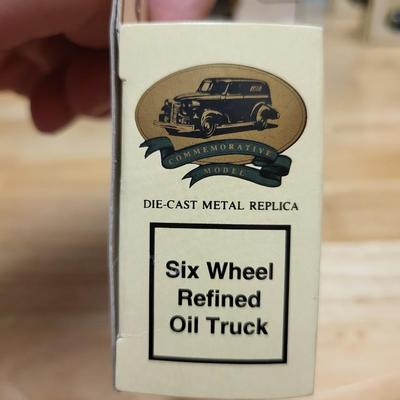 COMMEMORATIVE
MODEL
DIE-CAST METAL REPLICA
Six Wheel
Refined
Oil Truck